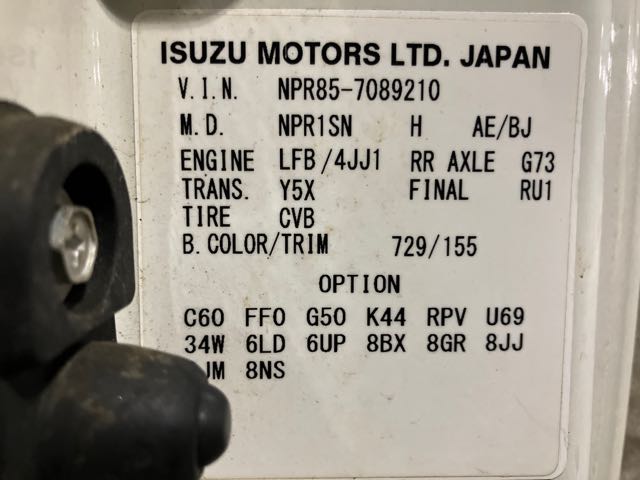 ISUZU MOTORS LTD. JAPAN
V.I.N. NPR85-7089210
M.D. NPR1SN H AE/BJ
ENGINE LFB/4JJ1 RR AXLE G73
TRANS. Y5X FINAL RU1
TIRE CVB
B.COLOR/TRIM 729/155
OPTION
C60 FF0 G50 K44 RPV U69
34W 6LD 6UP 8BX 8GR 8JJ
8NS